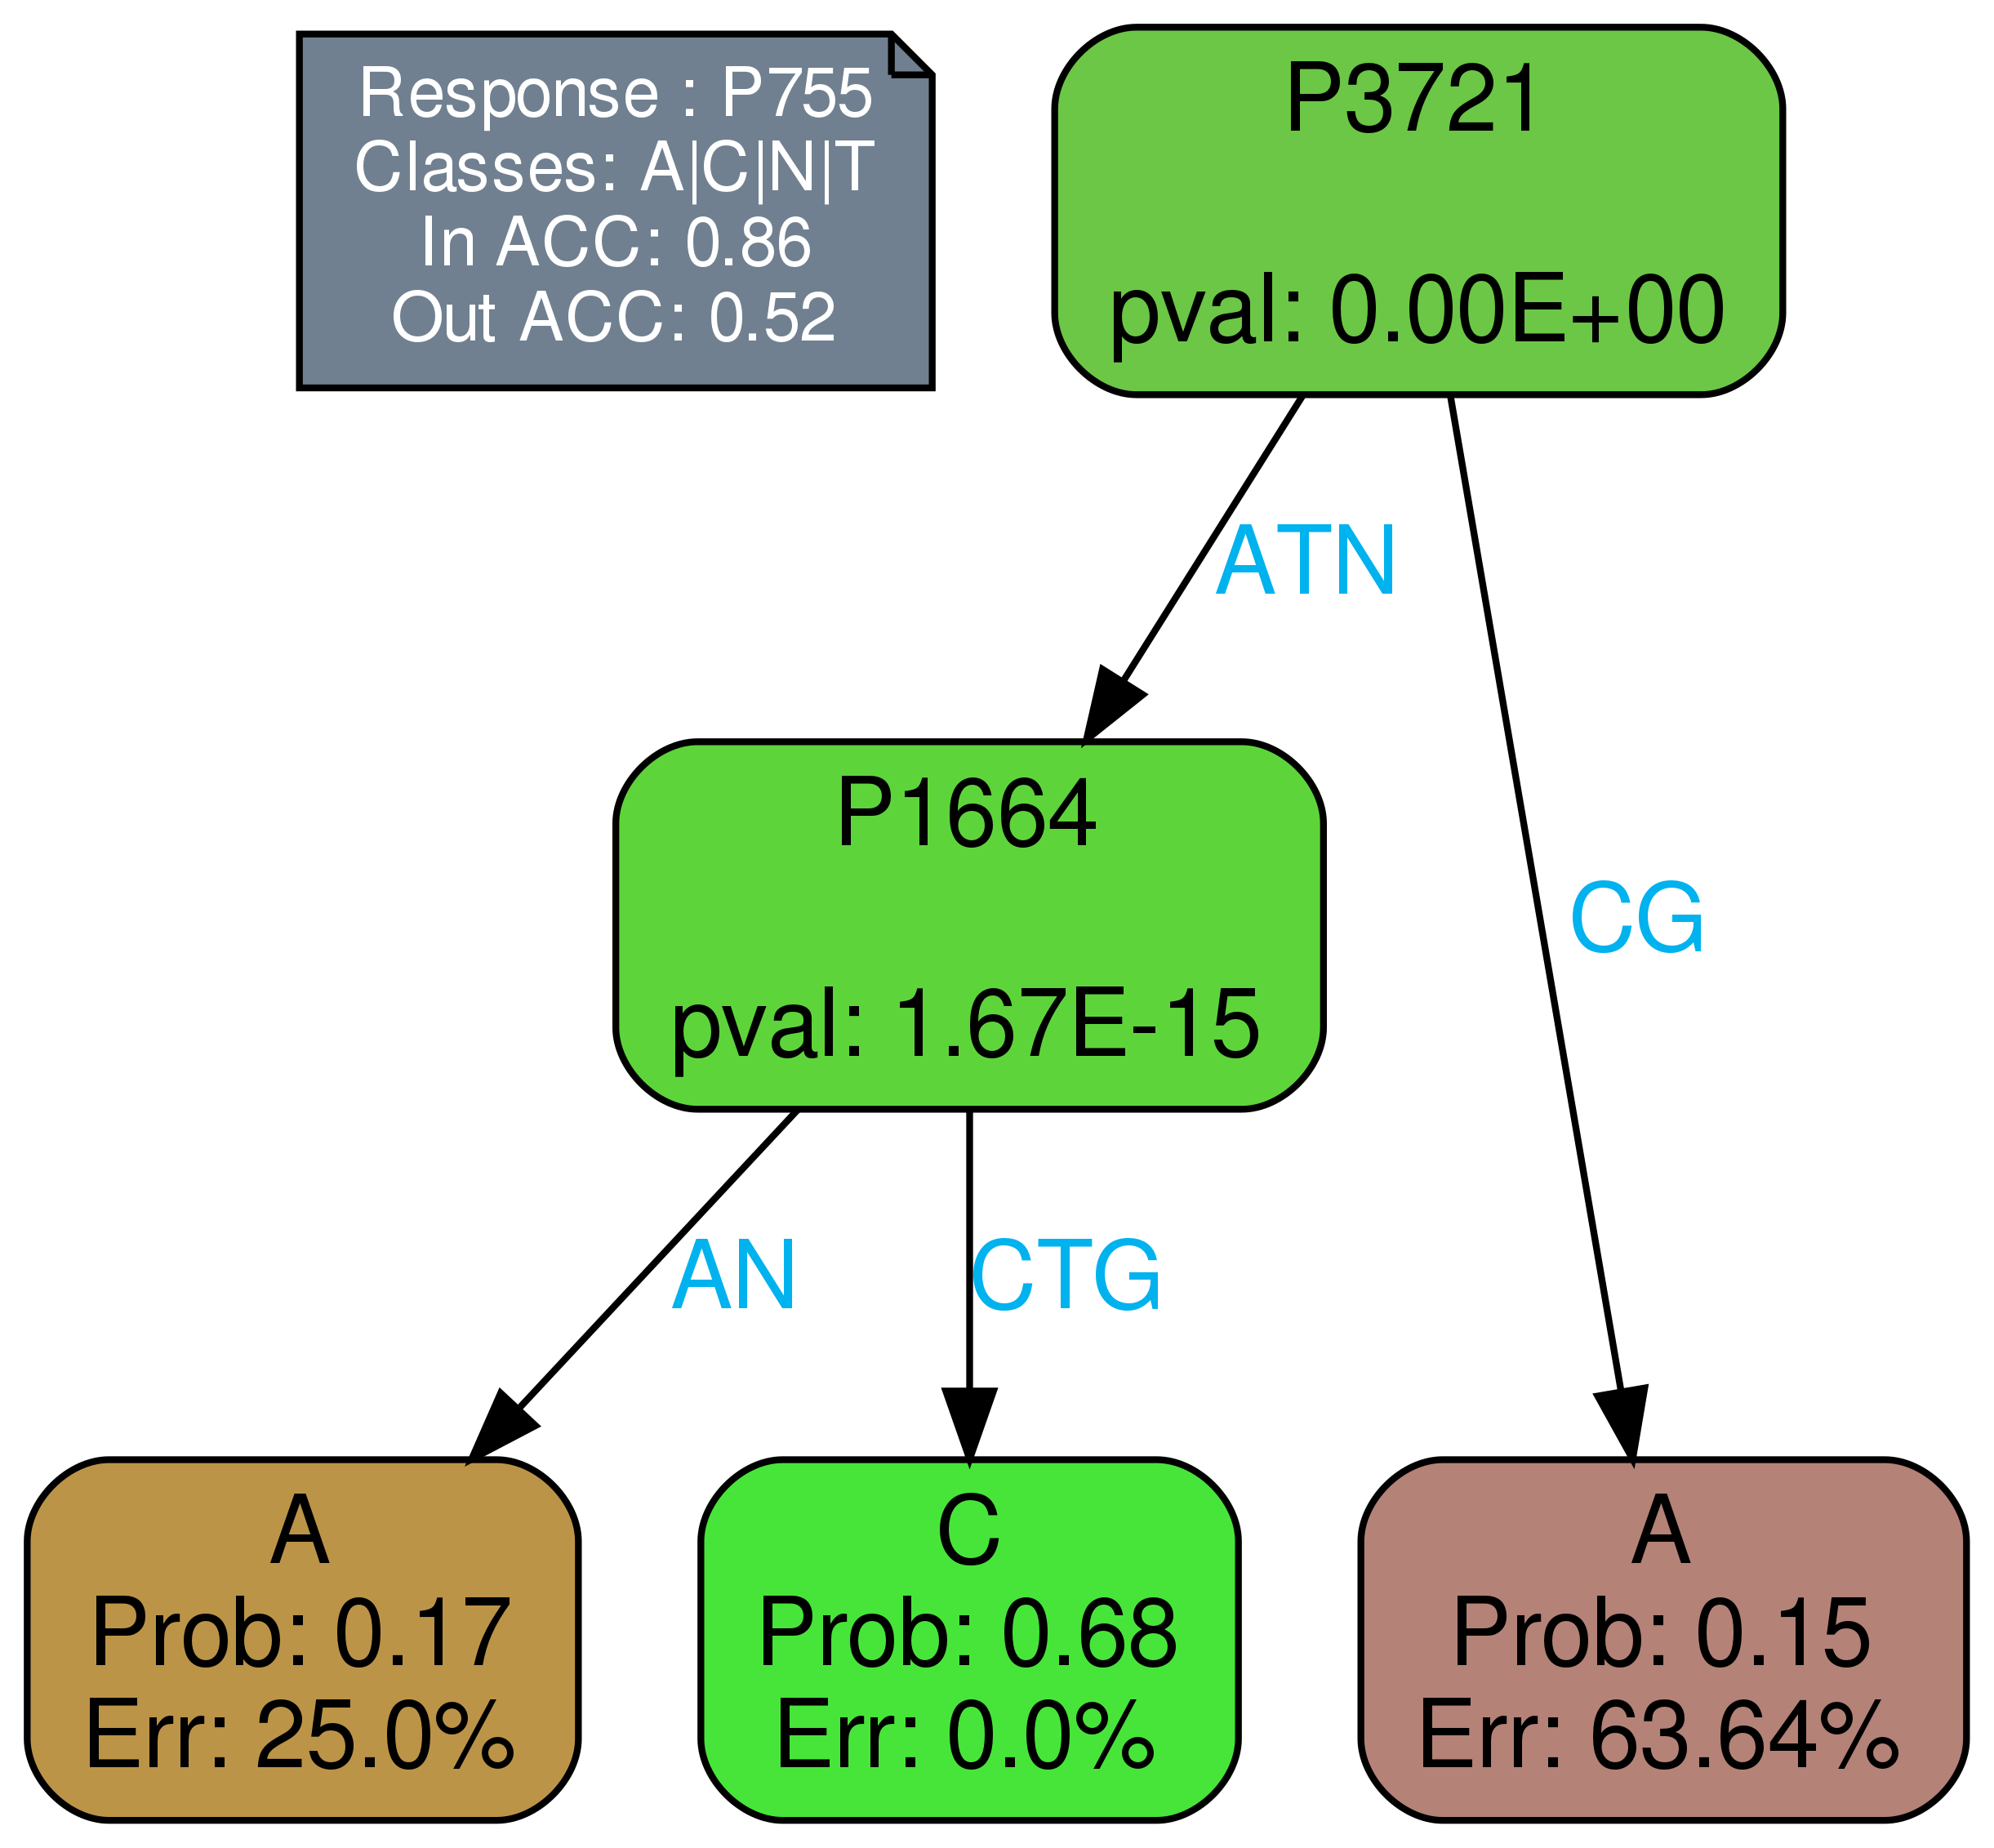 Response : P755
Classes: A|C|N|T
In ACC: 0.86
Out ACC: 0.52
P3721
pval: 0.00E+00
ATN
CG
P1664
pval: 1.67E-15
AN
CTG
A
Prob: 0.17
Err: 25.0%
C
Prob: 0.68
Err: 0.0%
A
Prob: 0.15
Err: 63.64%